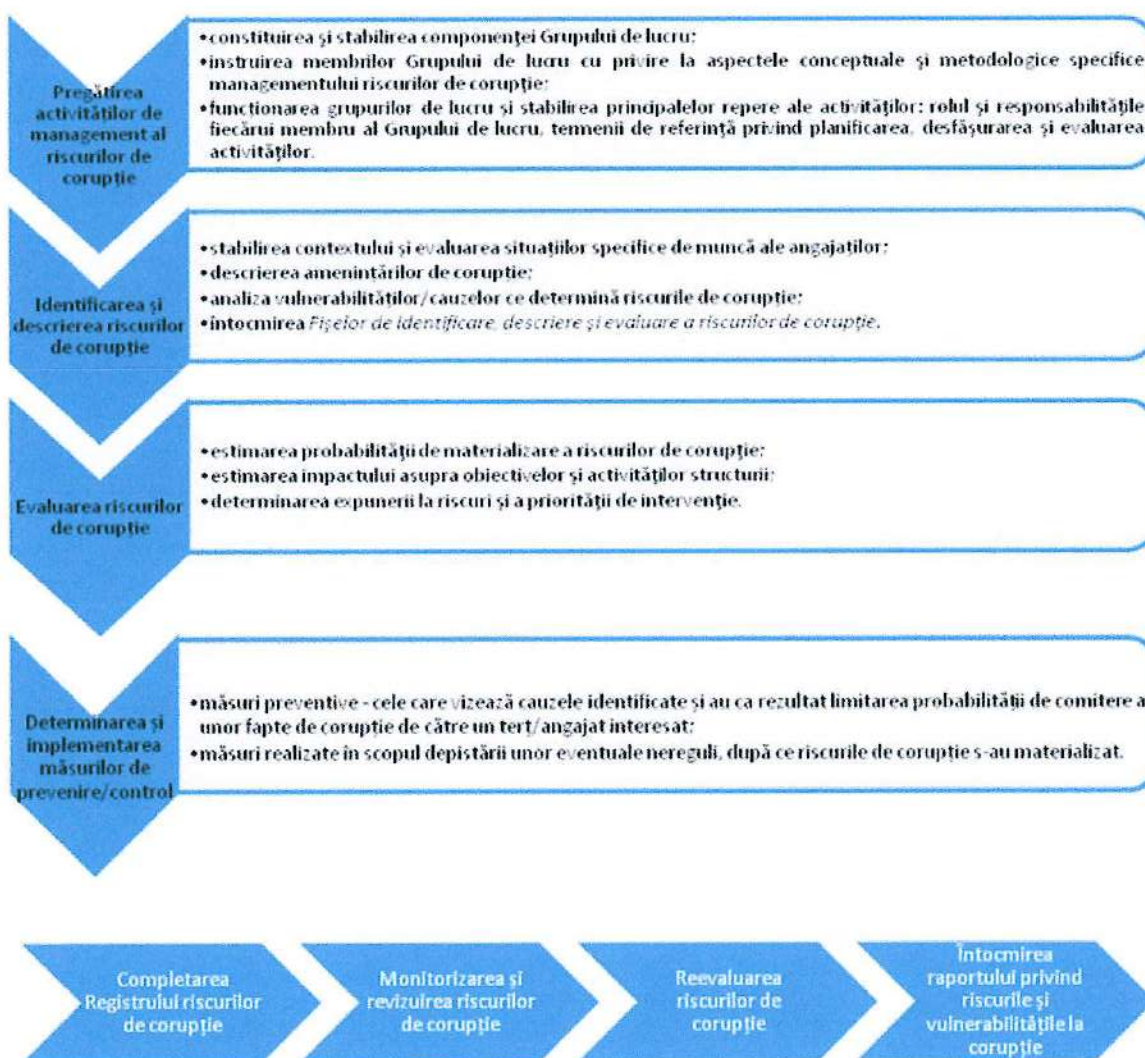 Pregătirea
activităților de
management al
riscurilor de
corupție
•constituirea și stabilirea componenței Grupului de lucru;
•instruirea membrilor Grupului de lucru cu privire la aspectele conceptuale și metodologice specifice
managementului riscurilor de corupție;
•funcționarea grupurilor de lucru și stabilirea principalelor repere ale activităților: rolul și responsabilitățile
fiecărui membru al Grupului de lucru, termenii de referință privind planificarea, desfășurarea și evaluarea
activităților.
Identificarea și
descrierea riscurilor
de corupție
•stabilirea contextului și evaluarea situațiilor specifice de muncă ale angajaților;
•descrierea amenințărilor de corupție;
•analiza vulnerabilităților/cauzelor ce determină riscurile de corupție;
•întocmirea Fișelor de identificare, descriere și evaluare a riscurilor de corupție.
Evaluarea riscurilor
de corupție
•estimarea probabilității de materializare a riscurilor de corupție;
•estimarea impactului asupra obiectivelor și activităților structurii;
•determinarea expunerii la riscuri și a priorității de intervenție.
Determinarea și
implementarea
măsurilor de
prevenire/control
•măsuri preventive - cele care vizează cauzele identificate și au ca rezultat limitarea probabilității de comitere a
unor fapte de corupție de către un terț/angajat interesat;
•măsuri realizate în scopul depistării unor eventuale nereguli, după ce riscurile de corupție s-au materializat.
Completarea
Registrului riscurilor
de corupție
Monitorizarea și
revizuirea riscurilor
de corupție
Reevaluarea
riscurilor de
corupție
Întocmirea
raportului privind
riscurile și
vulnerabilitățile la
corupție